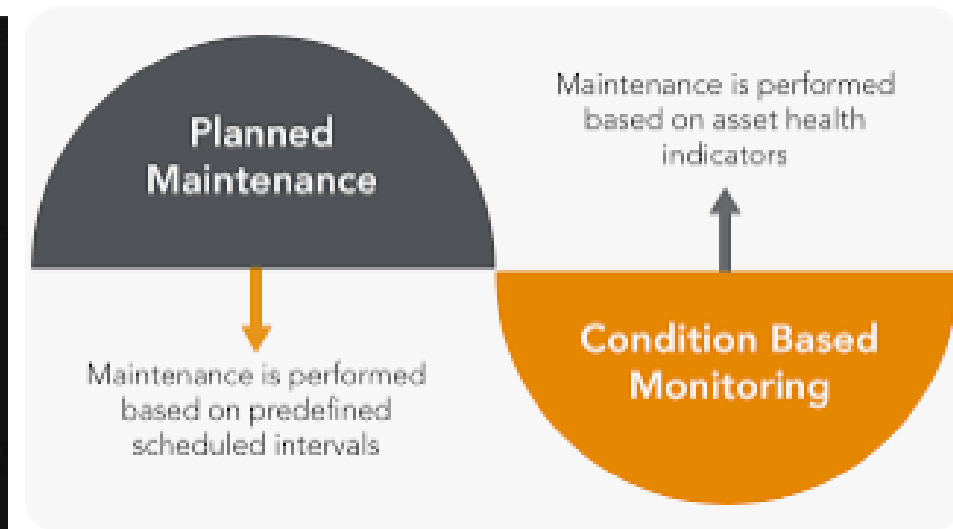 Planned
Maintenance
Maintenance is performed
based on predefined
scheduled intervals
Maintenance is performed
based on asset health
indicators
Condition Based
Monitoring